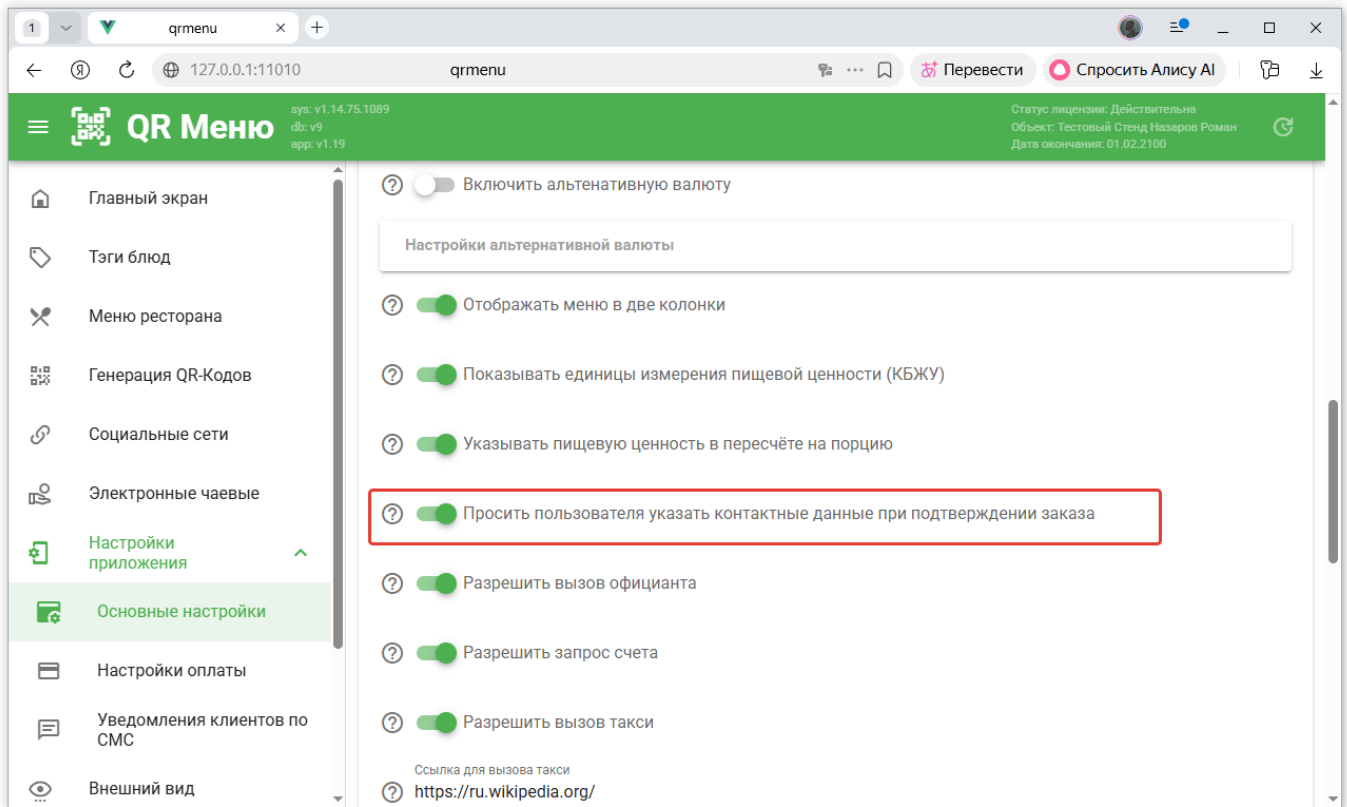 1
qrmenu
127.0.0.1:11010
qrmenu
Перевести
Спросить Алису AI
QR Меню
sys: v1.14.75.1089
db: v9
app: v1.19
Статус лицензии: Действительна
Объект: Тестовый Стенд Назаров Роман
Дата окончания: 01.02.2100
Главный экран
Тэги блюд
Меню ресторана
Генерация QR-Кодов
Социальные сети
Электронные чаевые
Настройки
приложения
Основные настройки
Настройки оплаты
Уведомления клиентов по
СМС
Внешний вид
Включить альтенативную валюту
Настройки альтернативной валюты
Отображать меню в две колонки
Показывать единицы измерения пищевой ценности (КБЖУ)
Указывать пищевую ценность в пересчёте на порцию
Просить пользователя указать контактные данные при подтверждении заказа
Разрешить вызов официанта
Разрешить запрос счета
Разрешить вызов такси
Ссылка для вызова такси
https://ru.wikipedia.org/